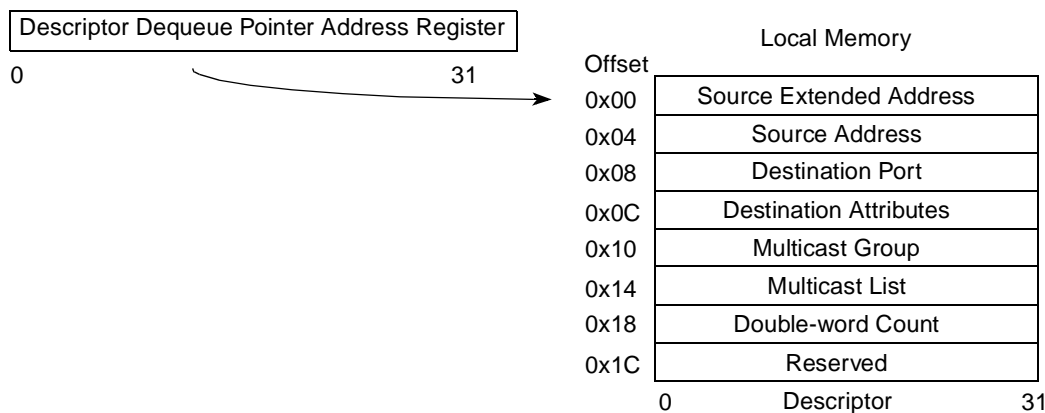 Descriptor Dequeue Pointer Address Register
0 31
Local Memory
Offset
0x00 Source Extended Address
0x04 Source Address
0x08 Destination Port
0x0C Destination Attributes
0x10 Multicast Group
0x14 Multicast List
0x18 Double-word Count
0x1C Reserved
0 Descriptor 31